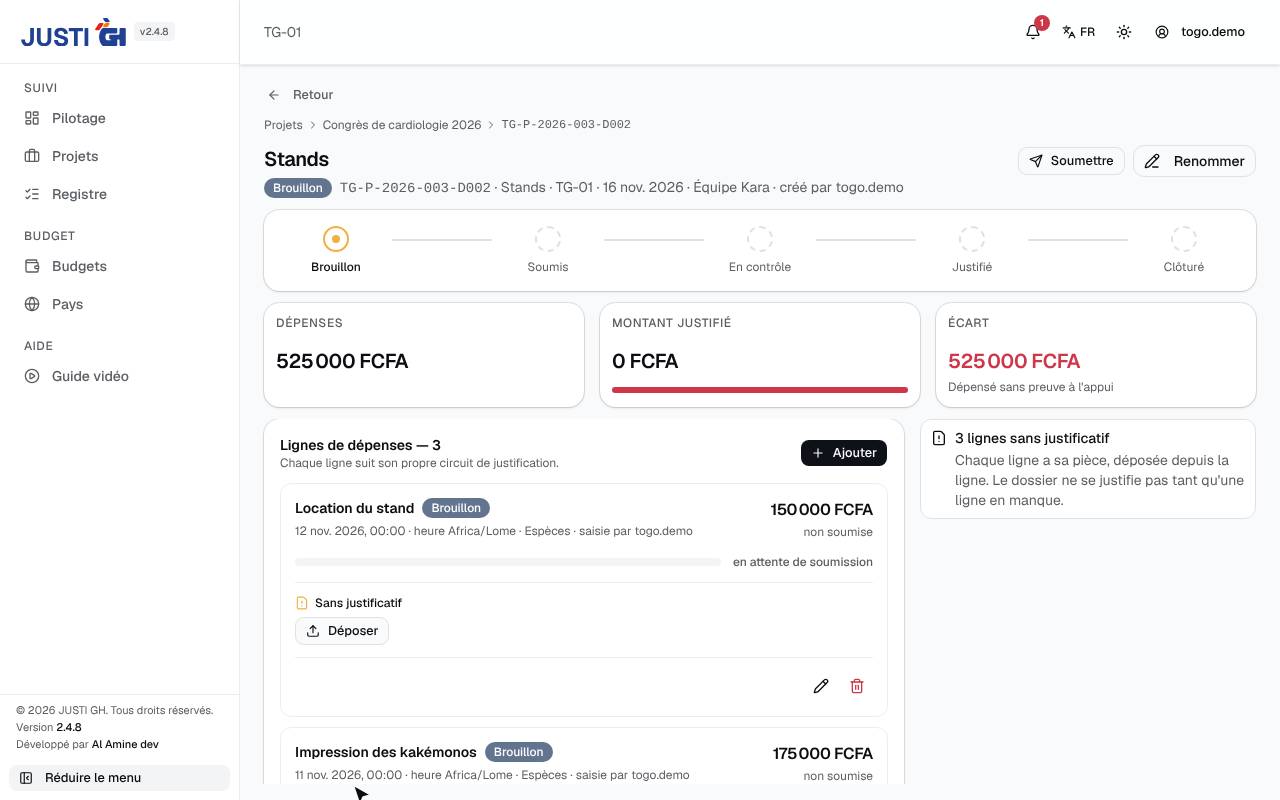 JUSTI GH v2.4.8
TG-01
1
FR
togo.demo
SUIVI
Pilotage
Projets
Registre
BUDGET
Budgets
Pays
AIDE
Guide vidéo
© 2026 JUSTI GH. Tous droits réservés.
Version 2.4.8
Développé par Al Amine dev
Réduire le menu
Retour
Projets > Congrès de cardiologie 2026 > TG-P-2026-003-D002
Stands
Soumettre
Renommer
Brouillon TG-P-2026-003-D002 · Stands · TG-01 · 16 nov. 2026 · Équipe Kara · créé par togo.demo
Brouillon
Soumis
En contrôle
Justifié
Clôturé
DÉPENSES
525 000 FCFA
MONTANT JUSTIFIÉ
0 FCFA
ÉCART
525 000 FCFA
Dépensé sans preuve à l'appui
Lignes de dépenses — 3
Chaque ligne suit son propre circuit de justification.
Ajouter
Location du stand Brouillon
150 000 FCFA
12 nov. 2026, 00:00 · heure Africa/Lome · Espèces · saisie par togo.demo
non soumise
en attente de soumission
Sans justificatif
Déposer
Impression des kakémonos Brouillon
175 000 FCFA
11 nov. 2026, 00:00 · heure Africa/Lome · Espèces · saisie par togo.demo
non soumise
3 lignes sans justificatif
Chaque ligne a sa pièce, déposée depuis la
ligne. Le dossier ne se justifie pas tant qu'une
ligne en manque.